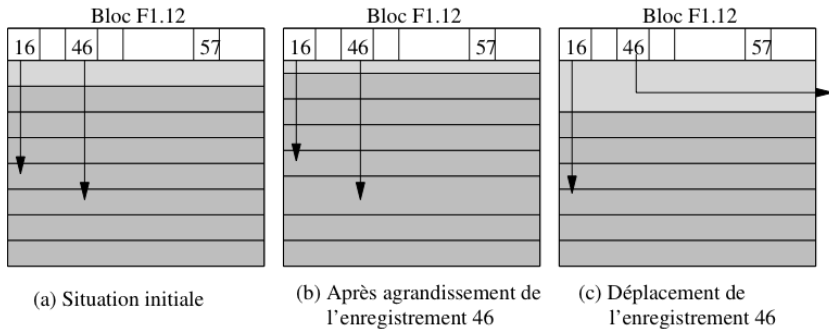 Bloc F1.12
16 46 57
(a) Situation initiale
Bloc F1.12
16 46 57
(b) Après agrandissement de
l'enregistrement 46
Bloc F1.12
16 46 57
(c) Déplacement de
l'enregistrement 46